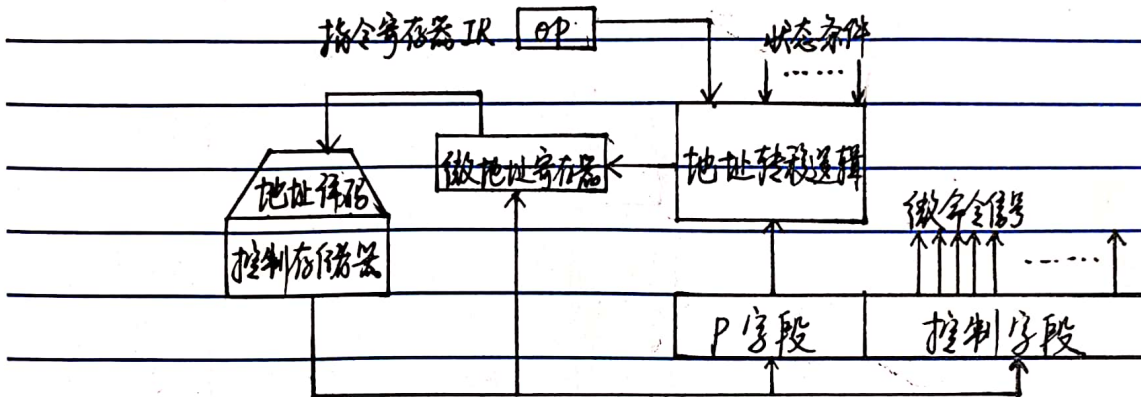 指令寄存器IR OP
状态条件
......
微地址寄存器 地址转移逻辑
地址译码
微命令信号
控制存储器
......
P字段 控制字段